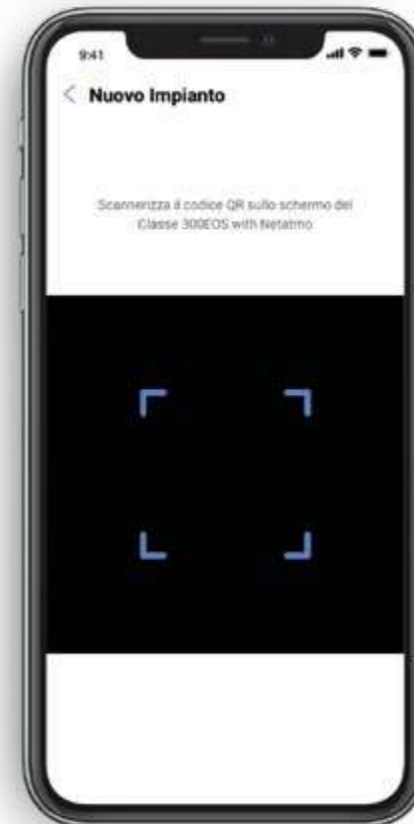 9:41
Nuovo Impianto
Scannerizza il codice QR sullo schermo del
Classe 300EOS with Netatmo